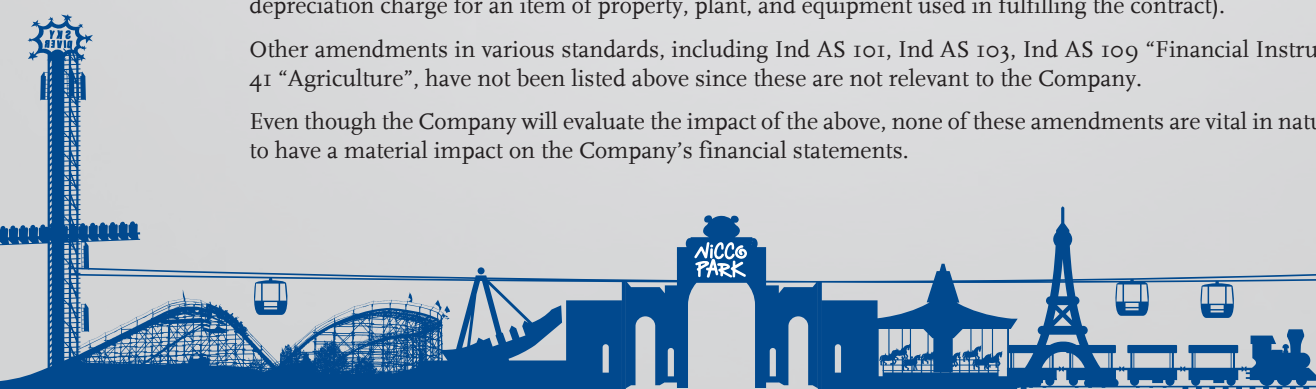 depreciation charge for an item of property, plant, and equipment used in fulfilling the contract).
Other amendments in various standards, including Ind AS 101, Ind AS 103, Ind AS 109 “Financial Instru
41 “Agriculture”, have not been listed above since these are not relevant to the Company.
Even though the Company will evaluate the impact of the above, none of these amendments are vital in natu
to have a material impact on the Company’s financial statements.
SKY
DIVER
NICCO
PARK